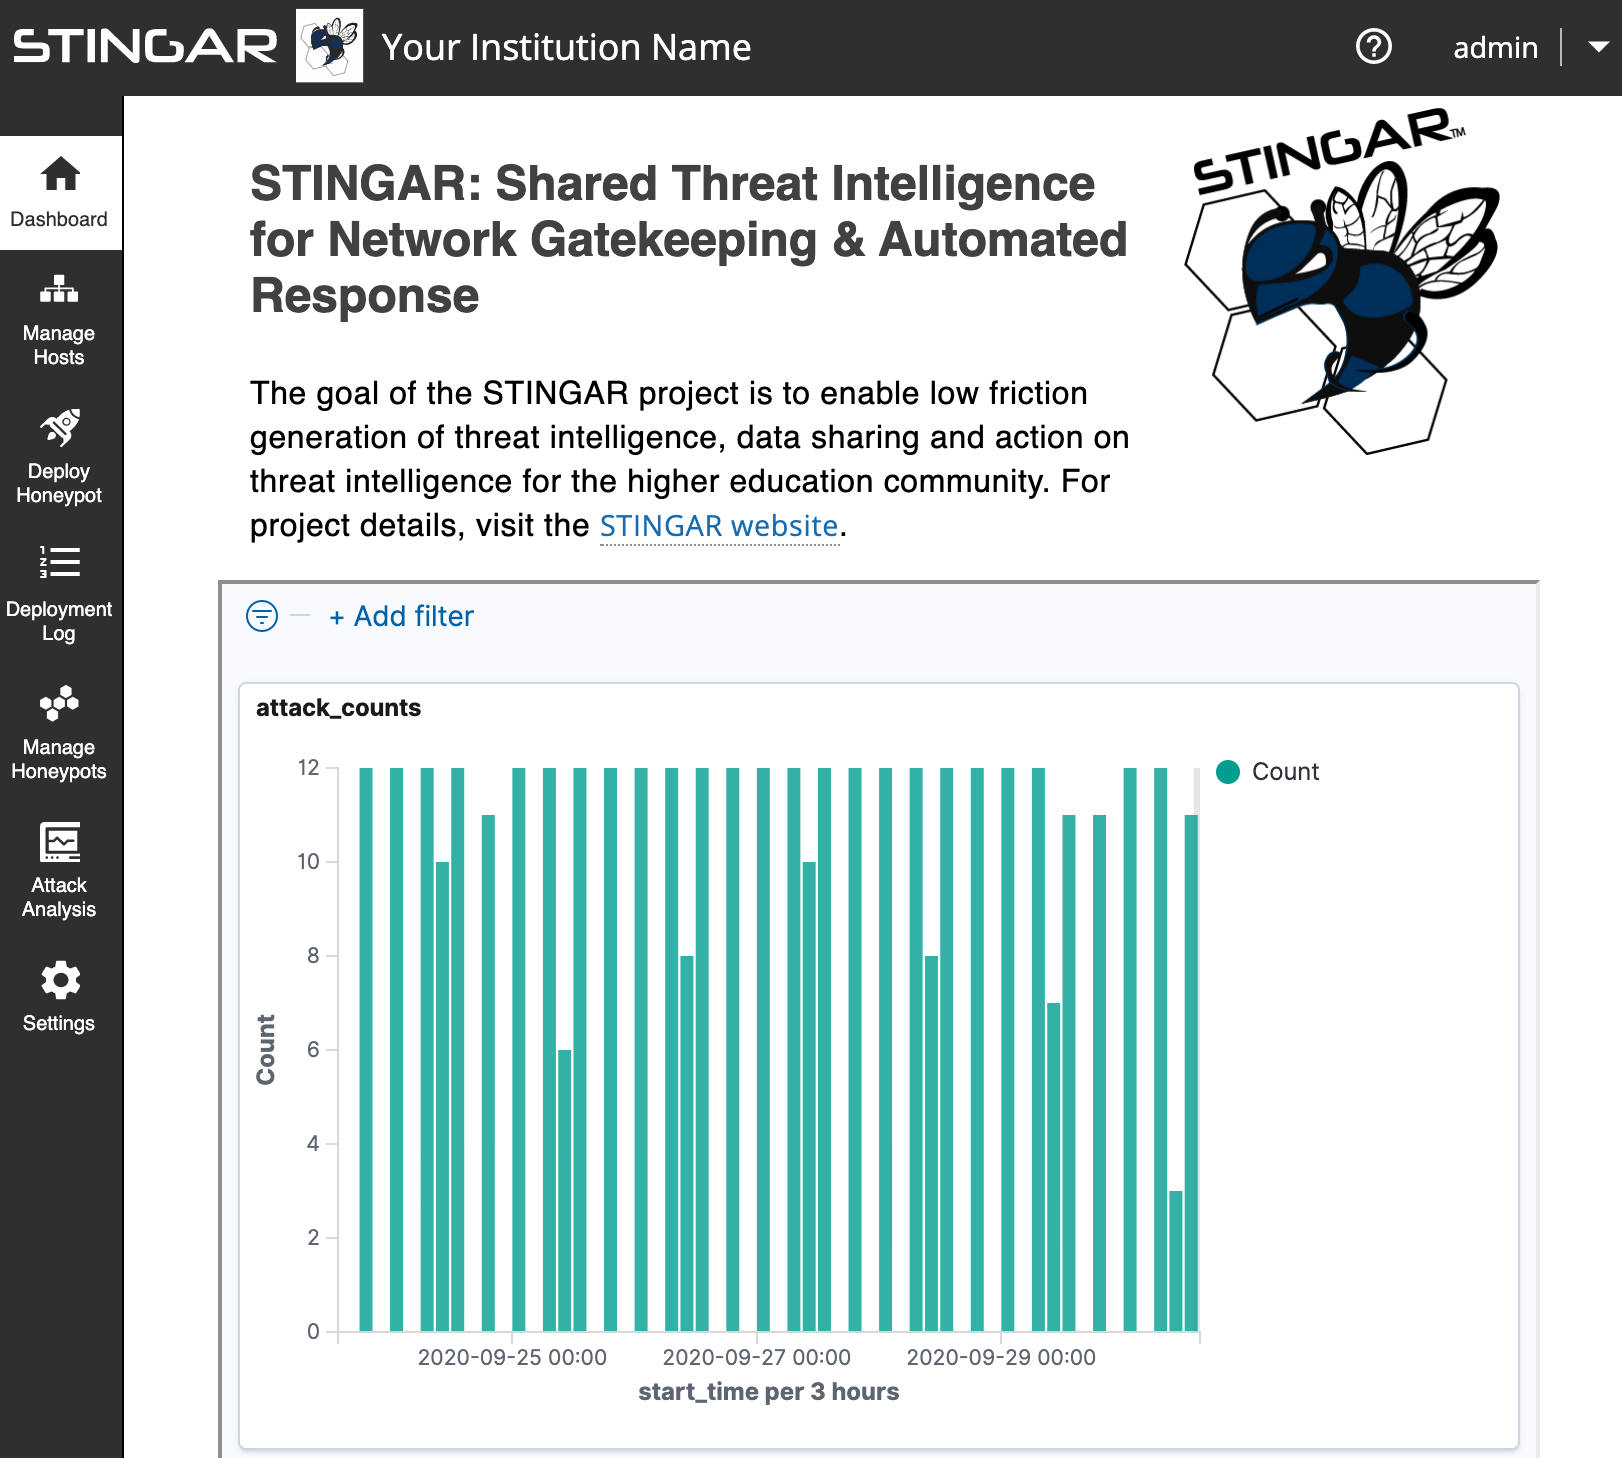 STINGAR Your Institution Name
admin
STINGAR™
Dashboard
Manage
Hosts
Deploy
Honeypot
1
2
3
Deployment
Log
Manage
Honeypots
Attack
Analysis
Settings
STINGAR: Shared Threat Intelligence
for Network Gatekeeping & Automated
Response
The goal of the STINGAR project is to enable low friction
generation of threat intelligence, data sharing and action on
threat intelligence for the higher education community. For
project details, visit the STINGAR website.
+ Add filter
attack_counts
Count
12
10
8
6
4
2
0
Count
2020-09-25 00:00 2020-09-27 00:00 2020-09-29 00:00
start_time per 3 hours